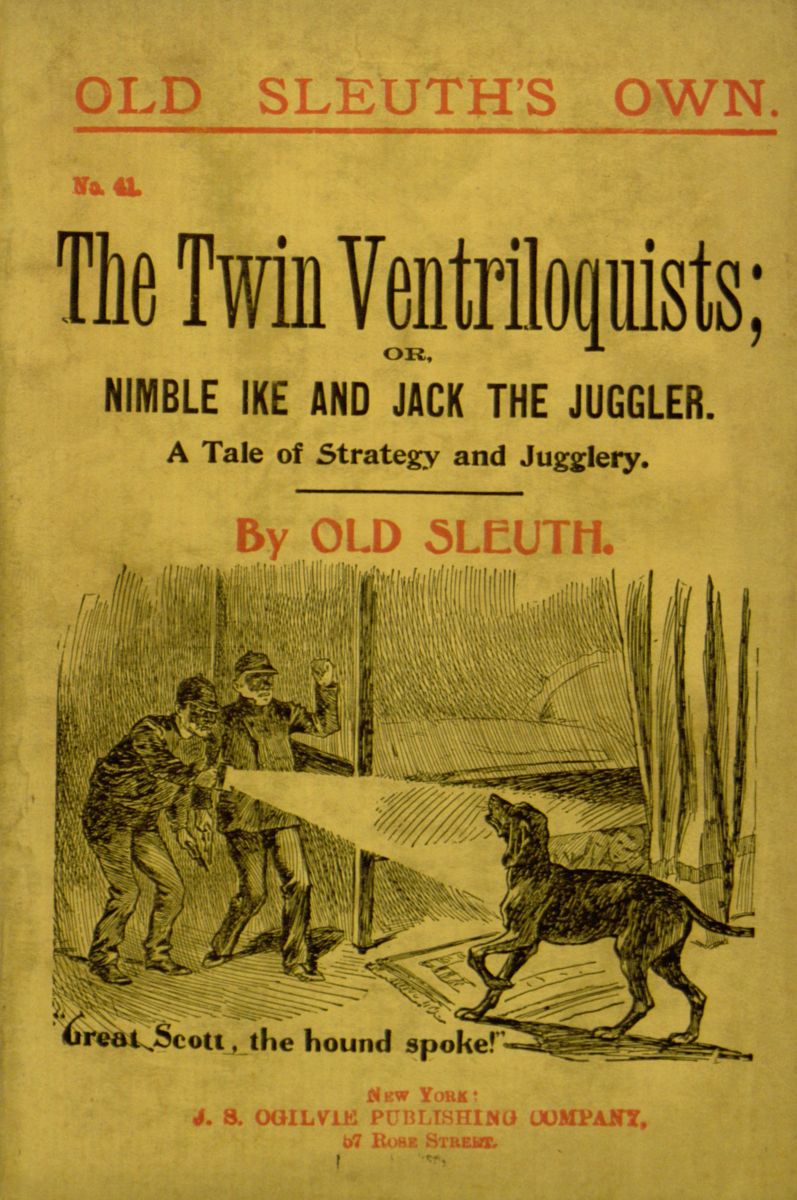 OLD SLEUTH'S OWN.
No. 41.
The Twin Ventriloquists;
OR,
NIMBLE IKE AND JACK THE JUGGLER.
A Tale of Strategy and Jugglery.
By OLD SLEUTH.
"Great Scott, the hound spoke!"
NEW YORK:
J. S. OGILVIE PUBLISHING COMPANY,
57 ROSE STREET.